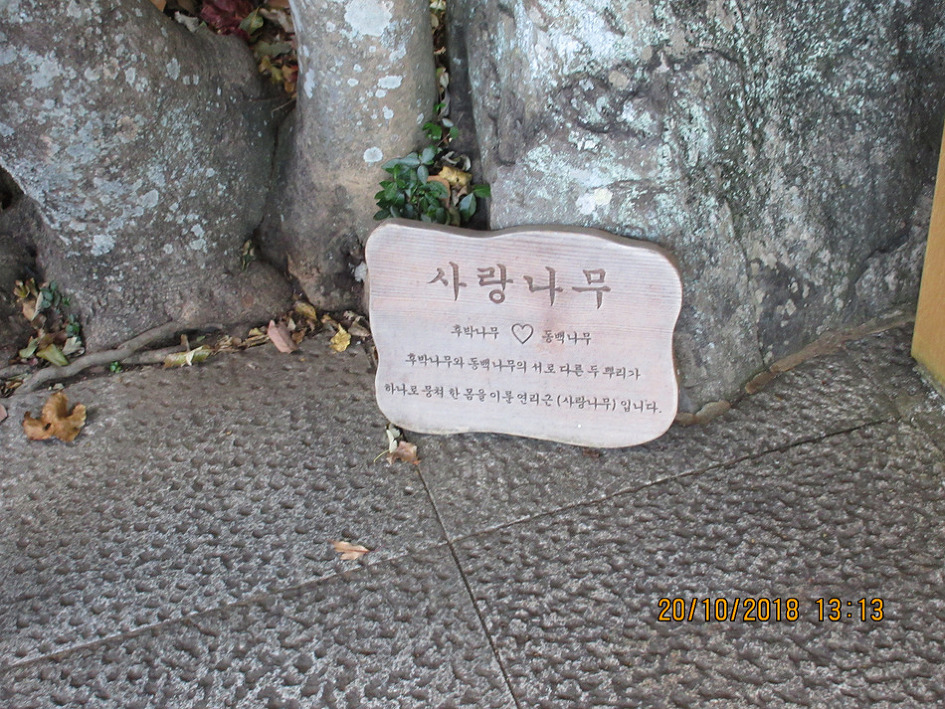 사랑나무
후박나무 ♡ 동백나무
후박나무와 동백나무의 서로 다른 두 뿌리가
하나로 뭉쳐 한 몸을 이룬 연리근 (사랑나무) 입니다.
20/10/2018 13:13